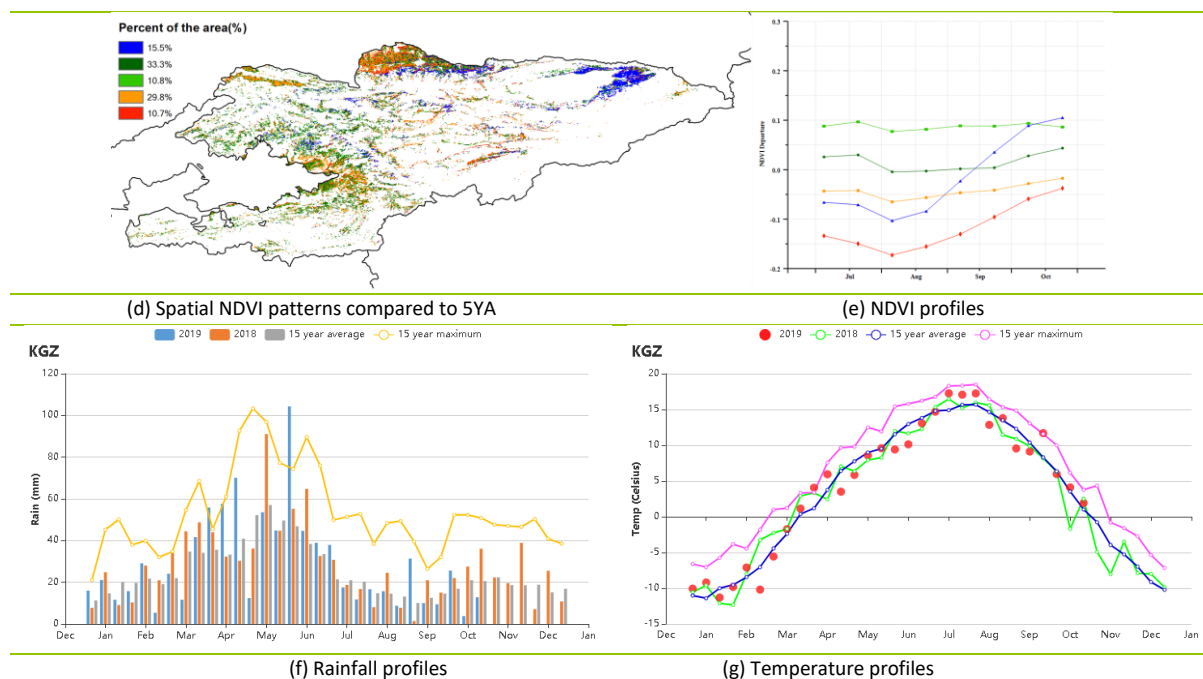 Percent of the area(%)
15.5%
33.3%
10.8%
29.8%
10.7%
NDVI Departure
0.1
0.0
-0.1
-0.2
Jul Aug Sep Oct
(d) Spatial NDVI patterns compared to 5YA
(e) NDVI profiles
2019 2018 15 year average 15 year maximum
KGZ
Rain (mm)
120
100
80
60
40
20
0
Dec Jan Feb Mar Apr May Jun Jul Aug Sep Oct Nov Dec Jan
2019 2018 15 year average 15 year maximum
KGZ
Temp (Celsius)
20
15
10
5
0
-5
-10
-15
Dec Jan Feb Mar Apr May Jun Jul Aug Sep Oct Nov Dec Jan
(f) Rainfall profiles
(g) Temperature profiles